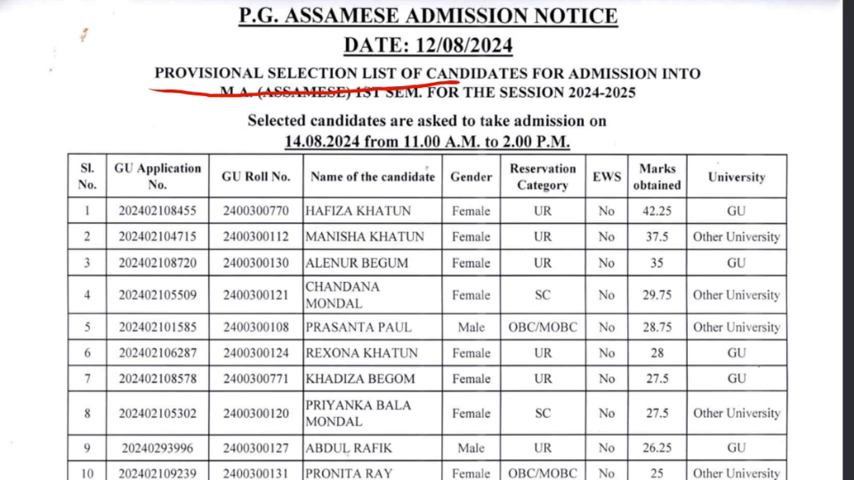 P.G. ASSAMESE ADMISSION NOTICE
DATE: 12/08/2024
PROVISIONAL SELECTION LIST OF CANDIDATES FOR ADMISSION INTO
M.A. (ASSAMESE) 1ST SEM. FOR THE SESSION 2024-2025
Selected candidates are asked to take admission on
14.08.2024 from 11.00 A.M. to 2.00 P.M.
Sl. No. GU Application No. GU Roll No. Name of the candidate Gender Reservation Category EWS Marks obtained University
1 202402108455 2400300770 HAFIZA KHATUN Female UR No 42.25 GU
2 202402104715 2400300112 MANISHA KHATUN Female UR No 37.5 Other University
3 202402108720 2400300130 ALENUR BEGUM Female UR No 35 GU
4 202402105509 2400300121 CHANDANA MONDAL Female SC No 29.75 Other University
5 202402101585 2400300108 PRASANTA PAUL Male OBC/MOBC No 28.75 Other University
6 202402106287 2400300124 REXONA KHATUN Female UR No 28 GU
7 202402108578 2400300771 KHADIZA BEGOM Female UR No 27.5 GU
8 202402105302 2400300120 PRIYANKA BALA MONDAL Female SC No 27.5 Other University
9 20240293996 2400300127 ABDUL RAFIK Male UR No 26.25 GU
10 202402109239 2400300131 PRONITA RAY Female OBC/MOBC No 25 Other University